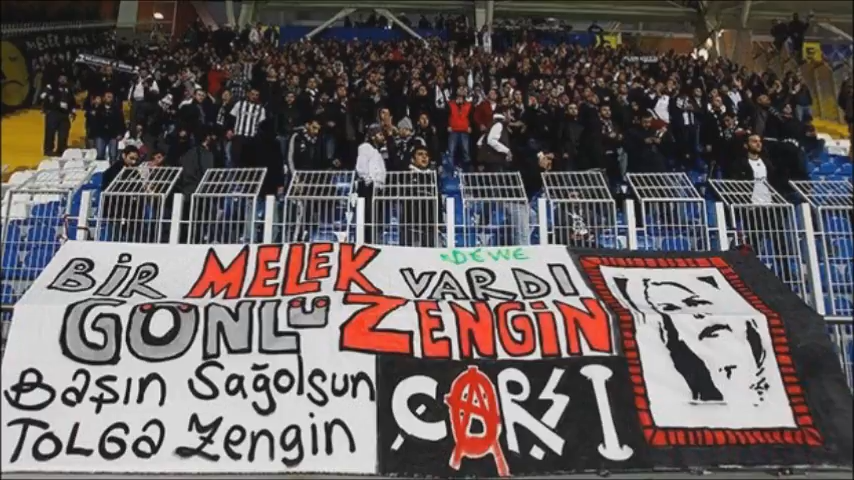 DEWE
BİR MELEK VARDI
GÖNLÜ ZENGİN
Başın Sağolsun
TOLGA Zengin
ÇARŞI